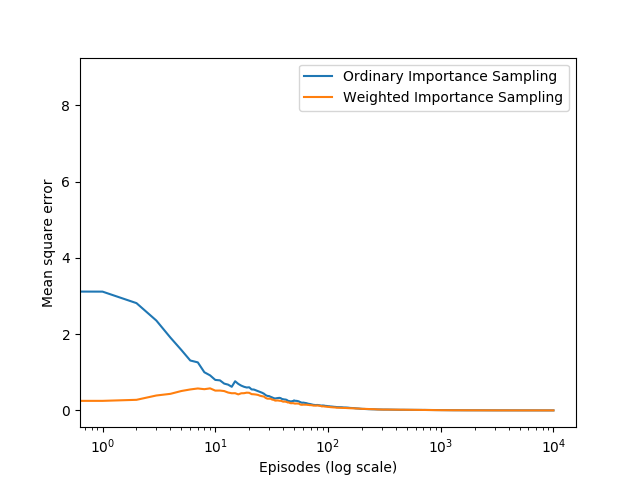 Ordinary Importance Sampling
Weighted Importance Sampling
8
6
4
2
0
Mean square error
10^0
10^1
10^2
10^3
10^4
Episodes (log scale)